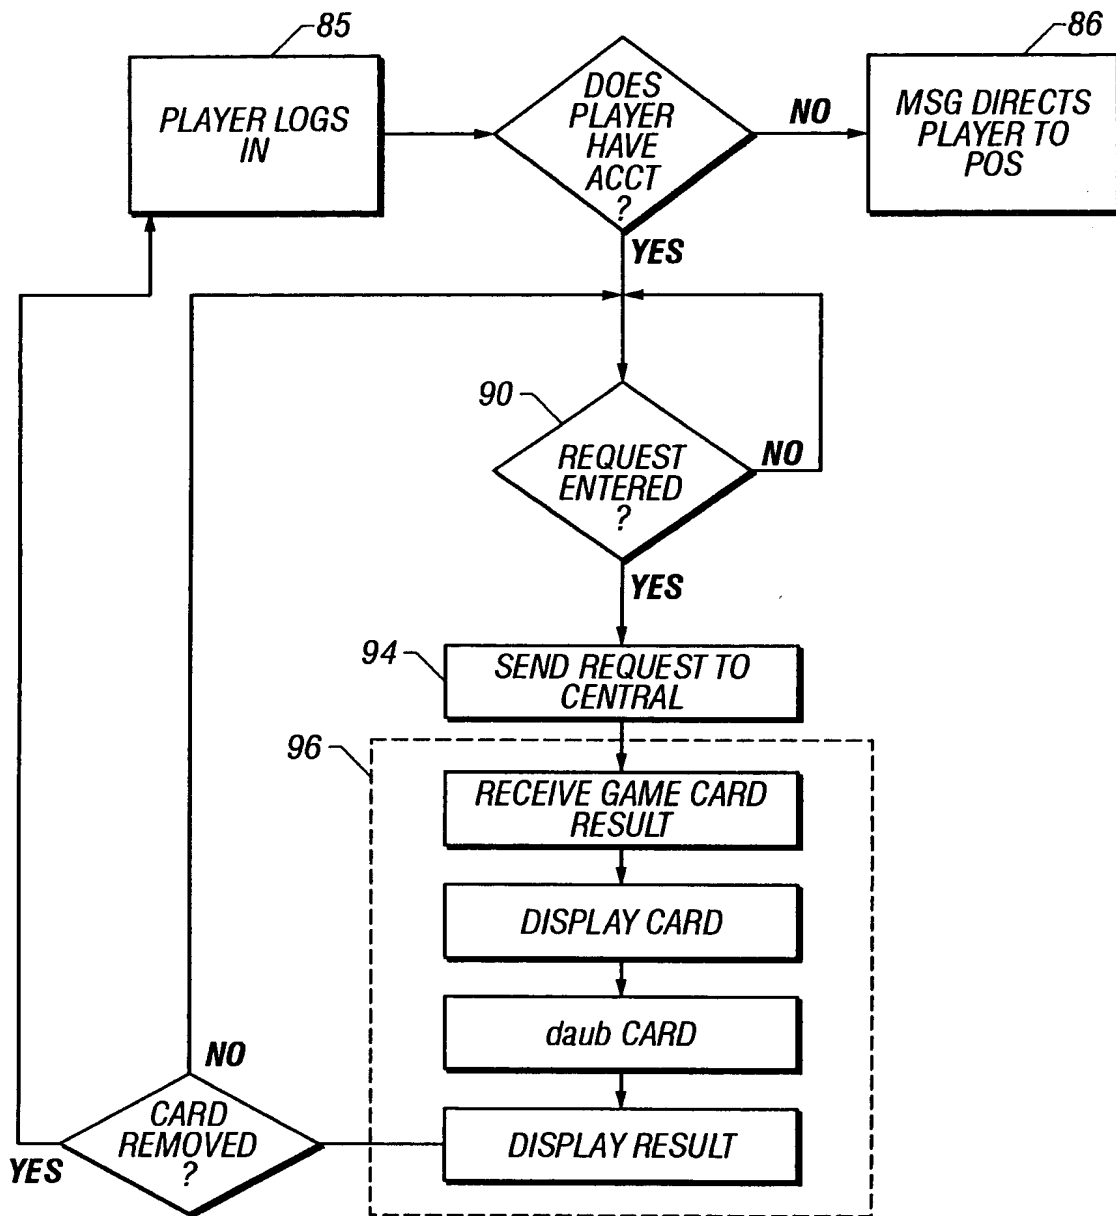 85
PLAYER LOGS
IN
DOES
PLAYER
HAVE
ACCT
?
NO
86
MSG DIRECTS
PLAYER TO
POS
YES
90
REQUEST
ENTERED
?
NO
YES
94
SEND REQUEST TO
CENTRAL
96
RECEIVE GAME CARD
RESULT
DISPLAY CARD
daub CARD
DISPLAY RESULT
NO
CARD
REMOVED
?
YES